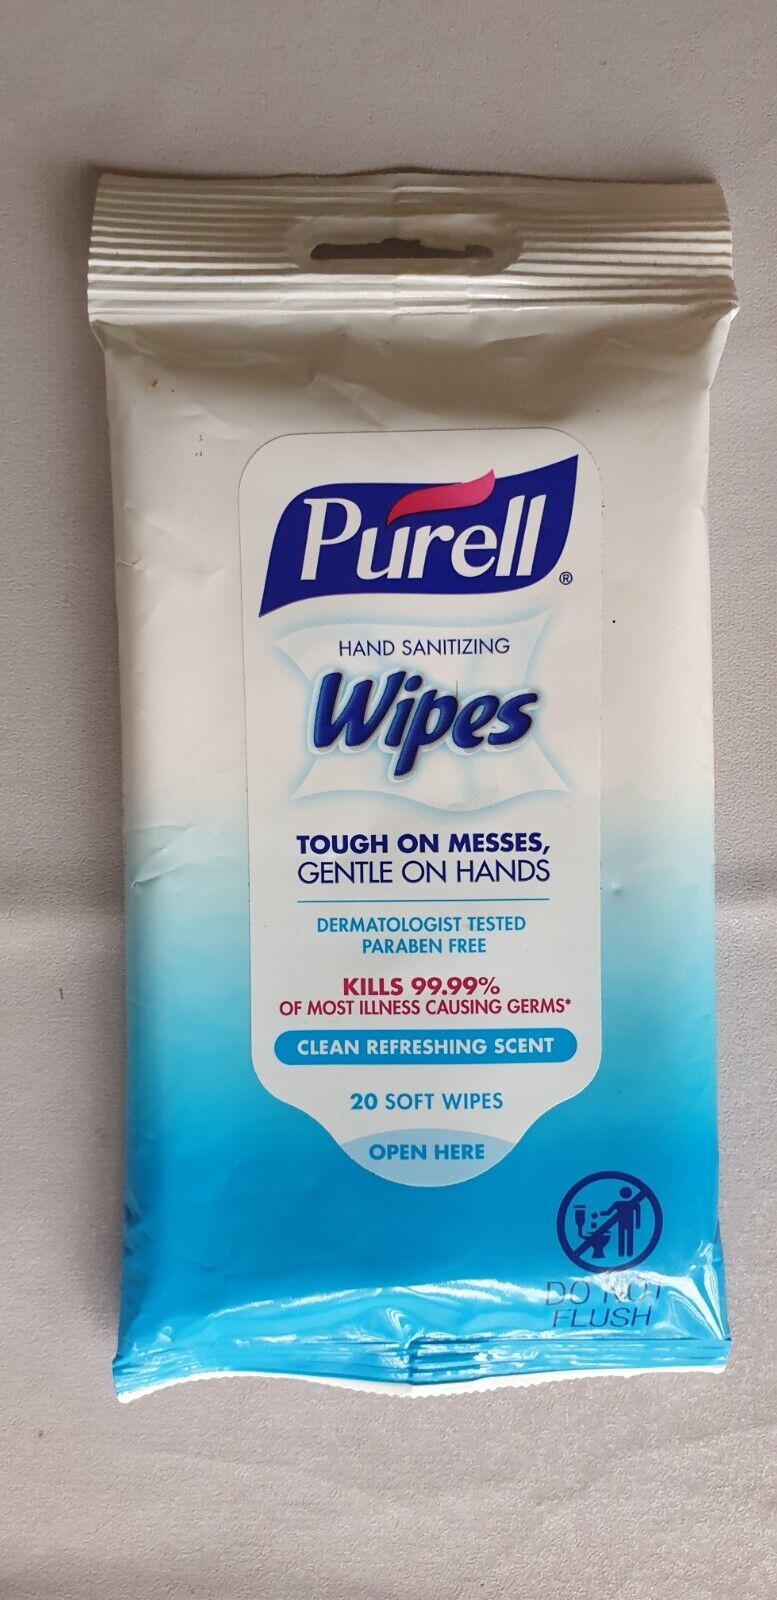 Purell®
HAND SANITIZING
Wipes
TOUGH ON MESSES,
GENTLE ON HANDS
DERMATOLOGIST TESTED
PARABEN FREE
KILLS 99.99%
OF MOST ILLNESS CAUSING GERMS*
CLEAN REFRESHING SCENT
20 SOFT WIPES
OPEN HERE
DO NOT
FLUSH